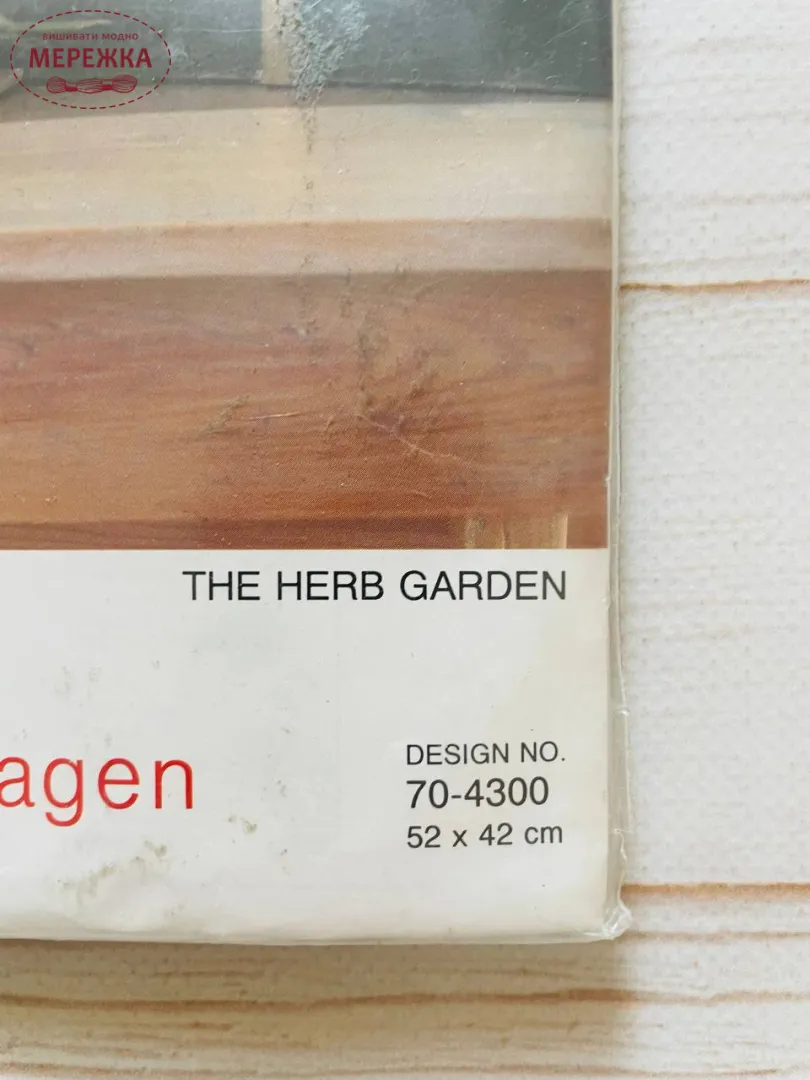 вишивати модно
МЕРЕЖКА
THE HERB GARDEN
agen
DESIGN NO.
70-4300
52 x 42 cm